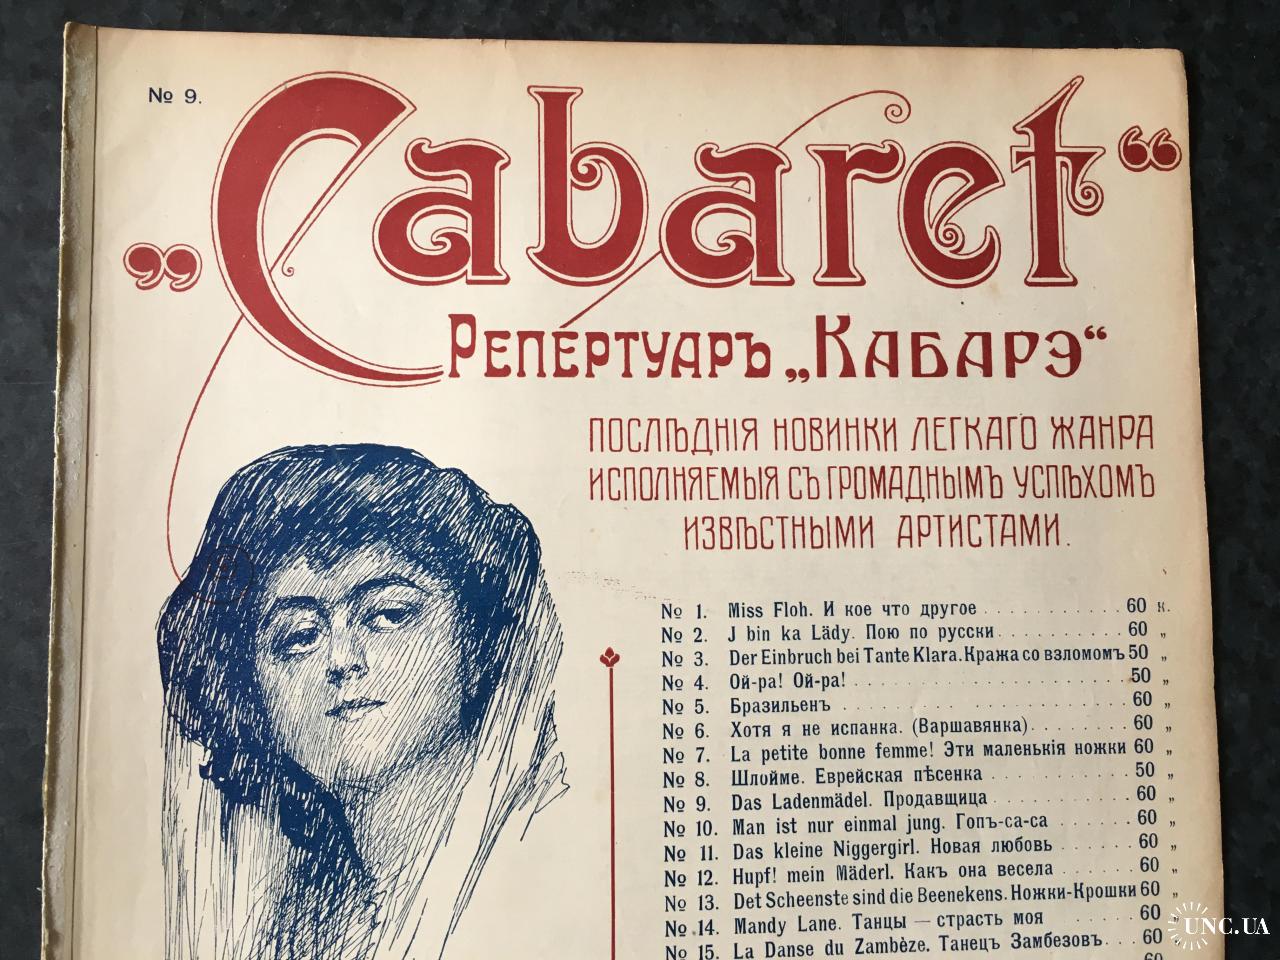 № 9.
„Cabaret“
Репертуаръ „Кабарэ“
ПОСЛѢДНІЯ НОВИНКИ ЛЕГКАГО ЖАНРА
ИСПОЛНЯЕМЫЯ СЪ ГРОМАДНЫМЪ УСПѢХОМЪ
ИЗВѢСТНЫМИ АРТИСТАМИ.
№ 1. Miss Floh. И кое что другое . . . . . . . . . . . 60 к.
№ 2. J bin ka Lädy. Пою по русски . . . . . . . . . . 60 „
№ 3. Der Einbruch bei Tante Klara. Кража со взломомъ 50 „
№ 4. Ой-ра! Ой-ра! . . . . . . . . . . . . . . . . . . . . 50 „
№ 5. Бразильенъ . . . . . . . . . . . . . . . . . . . . 60 „
№ 6. Хотя я не испанка. (Варшавянка) . . . . . . . . 60 „
№ 7. La petite bonne femme! Эти маленькія ножки 60 „
№ 8. Шлойме. Еврейская пѣсенка . . . . . . . . . . . 50 „
№ 9. Das Ladenmädel. Продавщица . . . . . . . . . . 60 „
№ 10. Man ist nur einmal jung. Гопъ-са-са . . . . . . 60 „
№ 11. Das kleine Niggergirl. Новая любовь . . . . . . 60 „
№ 12. Hupf! mein Mäderl. Какъ она весела . . . . . . 60 „
№ 13. Det Scheenste sind die Beenekens. Ножки-Крошки 60 „
№ 14. Mandy Lane. Танцы — страсть моя . . . . . . 60 „
№ 15. La Danse du Zambèze. Танецъ Замбезовъ . . . 60 „
UNC.UA